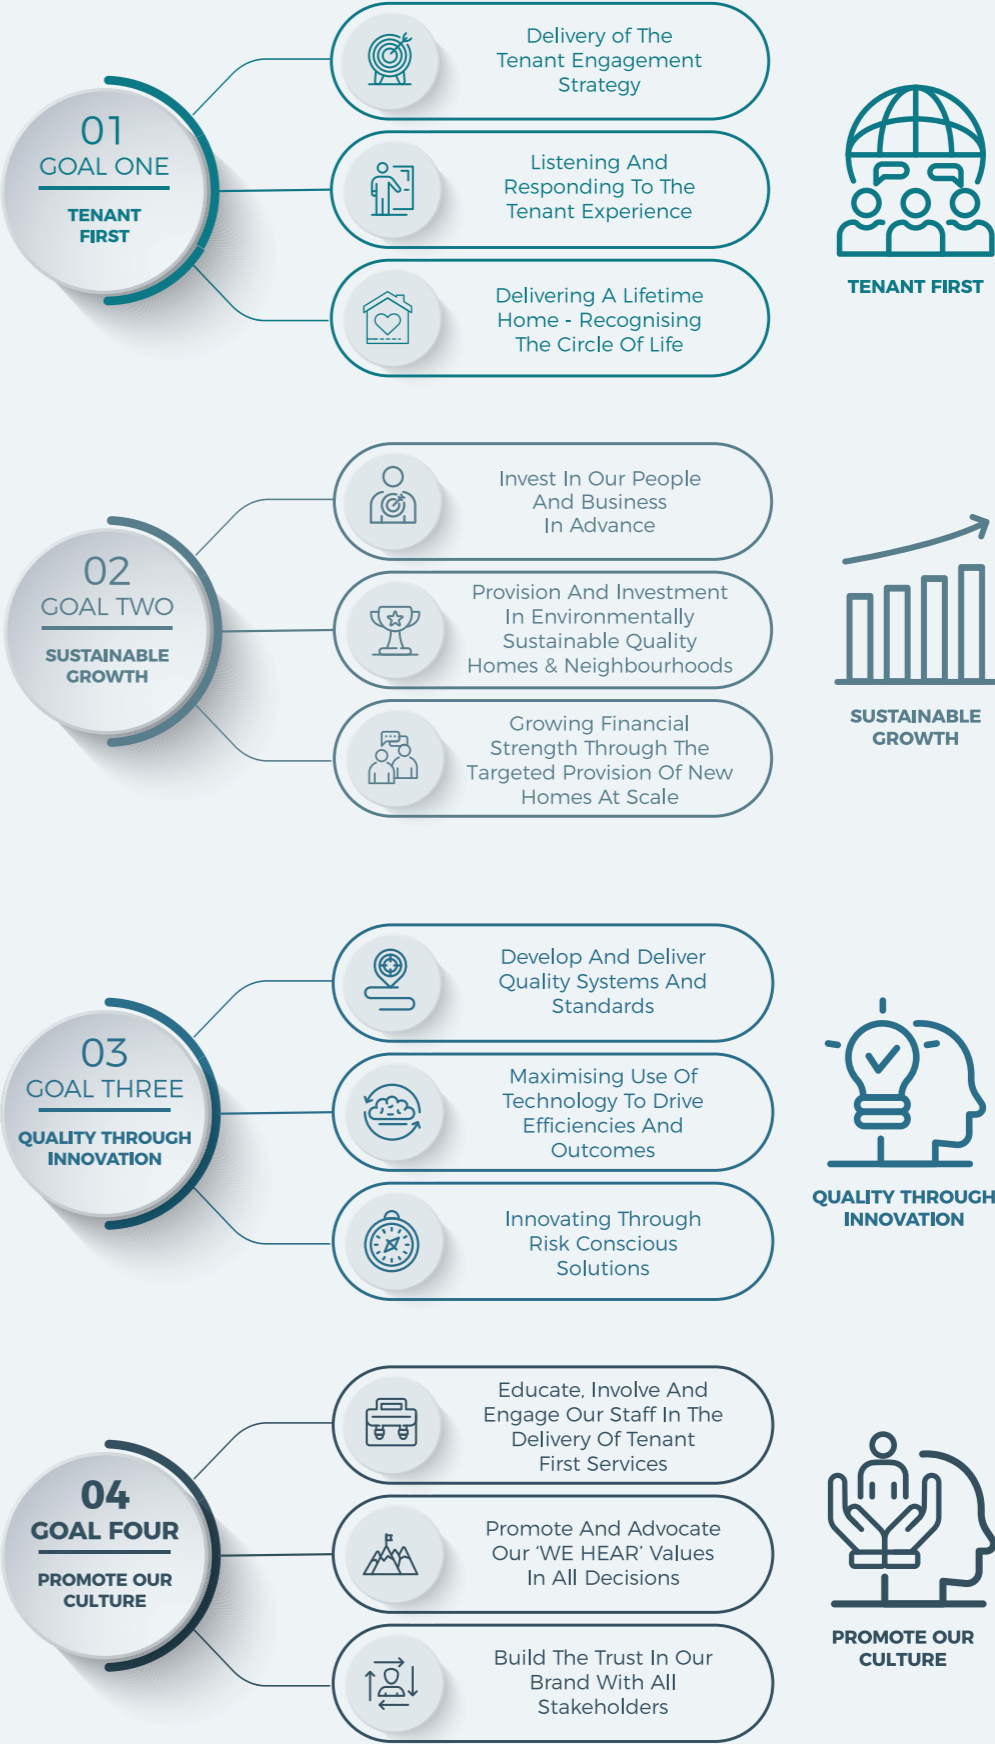 01
GOAL ONE
TENANT
FIRST
Delivery of The
Tenant Engagement
Strategy
Listening And
Responding To The
Tenant Experience
Delivering A Lifetime
Home - Recognising
The Circle Of Life
TENANT FIRST
02
GOAL TWO
SUSTAINABLE
GROWTH
Invest In Our People
And Business
In Advance
Provision And Investment
In Environmentally
Sustainable Quality
Homes & Neighbourhoods
Growing Financial
Strength Through The
Targeted Provision Of New
Homes At Scale
SUSTAINABLE
GROWTH
03
GOAL THREE
QUALITY THROUGH
INNOVATION
Develop And Deliver
Quality Systems And
Standards
Maximising Use Of
Technology To Drive
Efficiencies And
Outcomes
Innovating Through
Risk Conscious
Solutions
QUALITY THROUGH
INNOVATION
04
GOAL FOUR
PROMOTE OUR
CULTURE
Educate, Involve And
Engage Our Staff In The
Delivery Of Tenant
First Services
Promote And Advocate
Our ‘WE HEAR’ Values
In All Decisions
Build The Trust In Our
Brand With All
Stakeholders
PROMOTE OUR
CULTURE